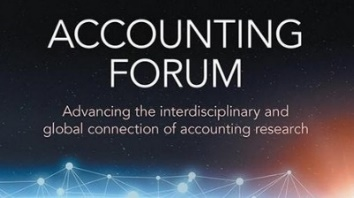 ACCOUNTING
FORUM
Advancing the interdisciplinary and
global connection of accounting research